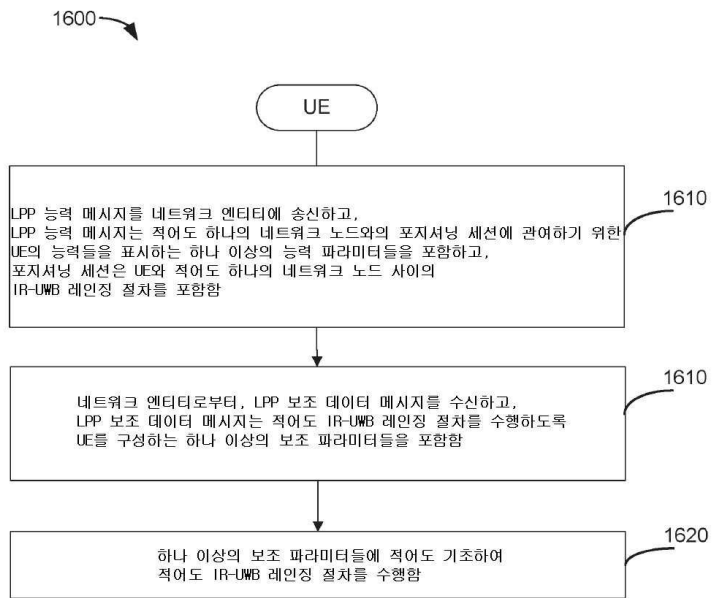 1600
UE
LPP 능력 메시지를 네트워크 엔티티에 송신하고,
LPP 능력 메시지는 적어도 하나의 네트워크 노드와의 포지셔닝 세션에 관여하기 위한
UE의 능력들을 표시하는 하나 이상의 능력 파라미터들을 포함하고,
포지셔닝 세션은 UE와 적어도 하나의 네트워크 노드 사이의
IR-UWB 레인징 절차를 포함함
1610
네트워크 엔티티로부터, LPP 보조 데이터 메시지를 수신하고,
LPP 보조 데이터 메시지는 적어도 IR-UWB 레인징 절차를 수행하도록
UE를 구성하는 하나 이상의 보조 파라미터들을 포함함
1610
하나 이상의 보조 파라미터들에 적어도 기초하여
적어도 IR-UWB 레인징 절차를 수행함
1620